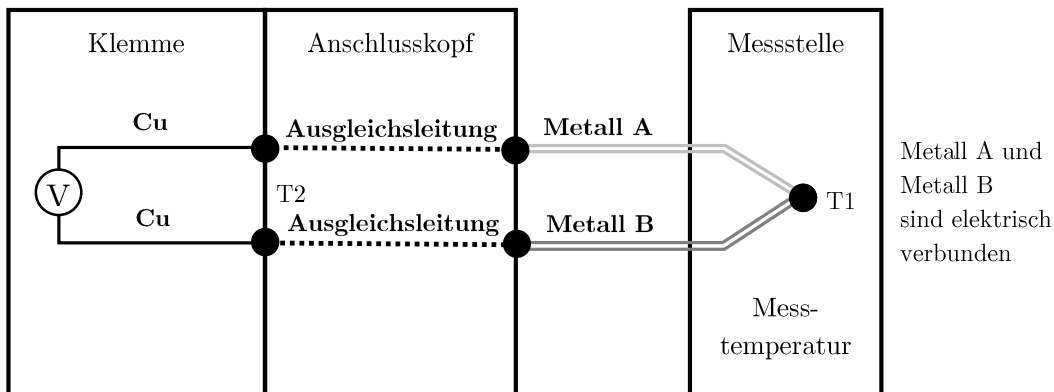 Klemme
Anschlusskopf
Messstelle
Cu
Ausgleichsleitung
Metall A
V
T2
T1
Cu
Ausgleichsleitung
Metall B
Mess-
temperatur
Metall A und
Metall B
sind elektrisch
verbunden